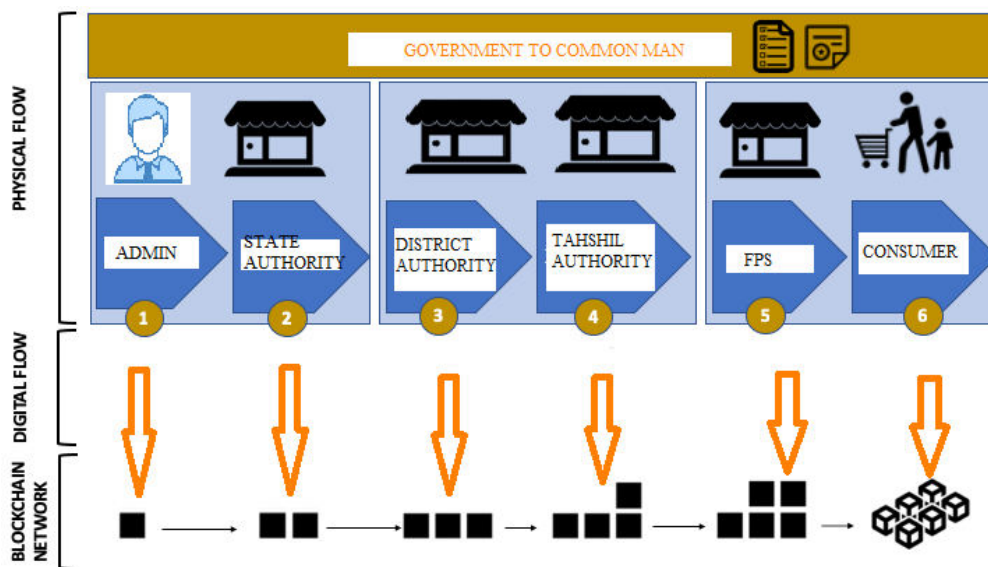 GOVERNMENT TO COMMON MAN
PHYSICAL FLOW
ADMIN
STATE
AUTHORITY
DISTRICT
AUTHORITY
TAHSHIL
AUTHORITY
FPS
CONSUMER
1
2
3
4
5
6
DIGITAL FLOW
BLOCKCHAIN
NETWORK